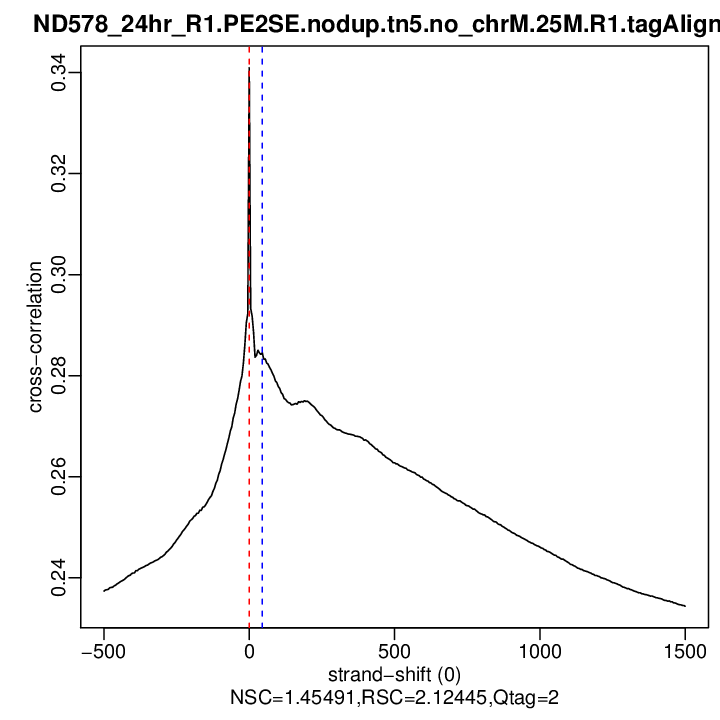 ND578_24hr_R1.PE2SE.nodup.tn5.no_chrM.25M.R1.tagAlign
0.34
0.32
0.30
0.28
0.26
0.24
cross−correlation
−500 0 500 1000 1500
strand−shift (0)
NSC=1.45491,RSC=2.12445,Qtag=2